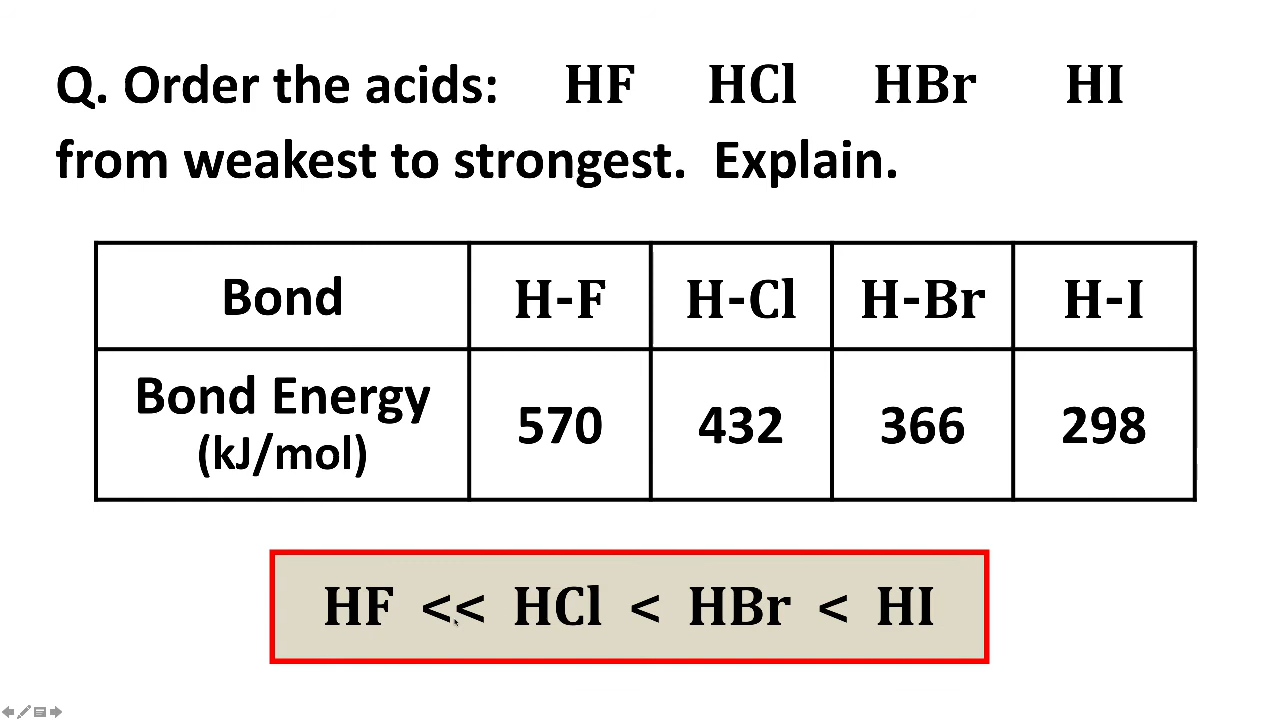 Q. Order the acids: HF HCl HBr HI
from weakest to strongest. Explain.
Bond H-F H-Cl H-Br H-I
Bond Energy
(kJ/mol) 570 432 366 298
HF << HCl < HBr < HI